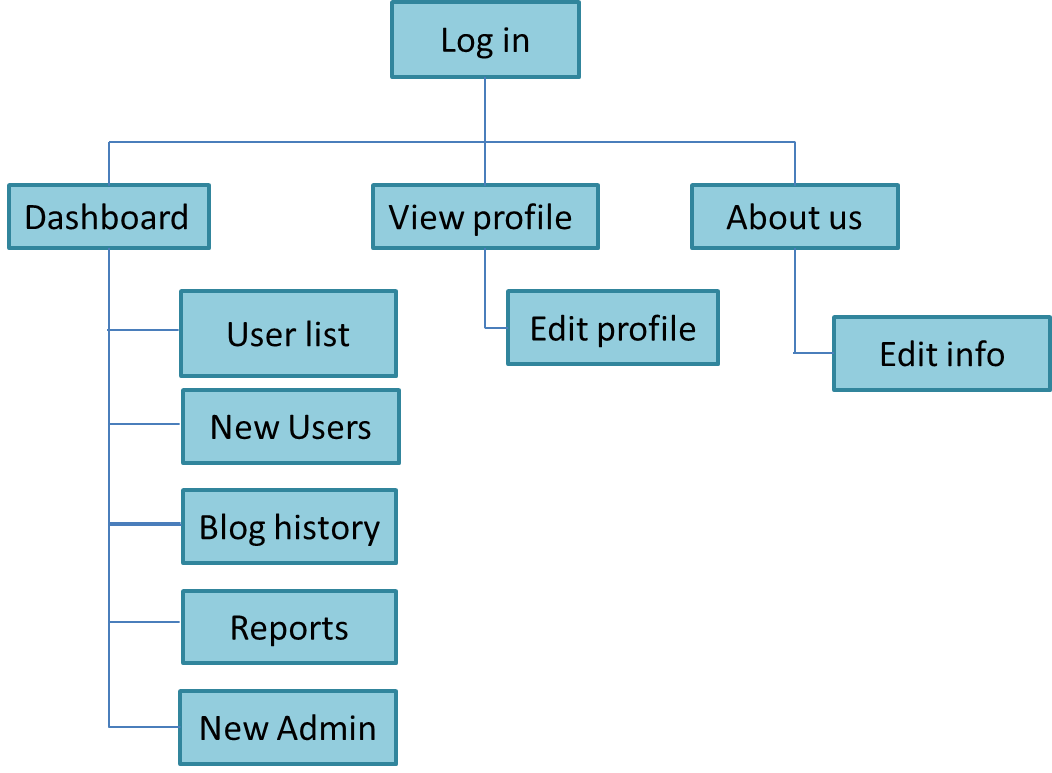 Log in
Dashboard
View profile
About us
User list
Edit profile
Edit info
New Users
Blog history
Reports
New Admin